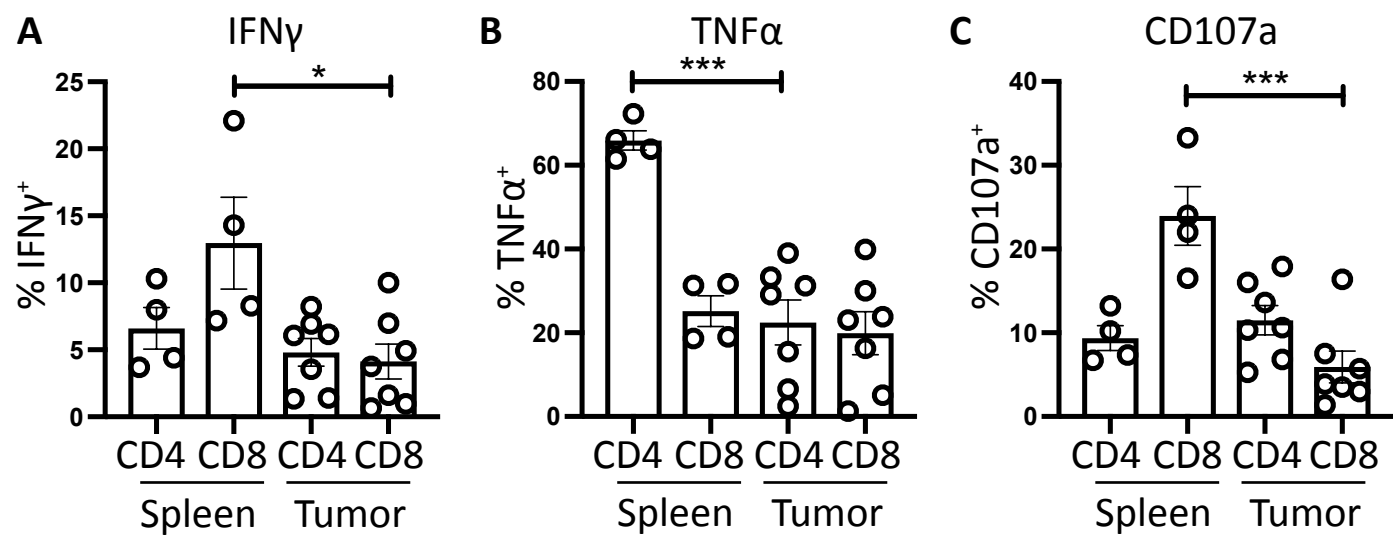 A IFNγ
*
% IFNγ+
25
20
15
10
5
0
CD4 CD8 CD4 CD8
Spleen Tumor
B TNFα
***
% TNFα+
80
60
40
20
0
CD4 CD8 CD4 CD8
Spleen Tumor
C CD107a
***
% CD107a+
40
30
20
10
0
CD4 CD8 CD4 CD8
Spleen Tumor